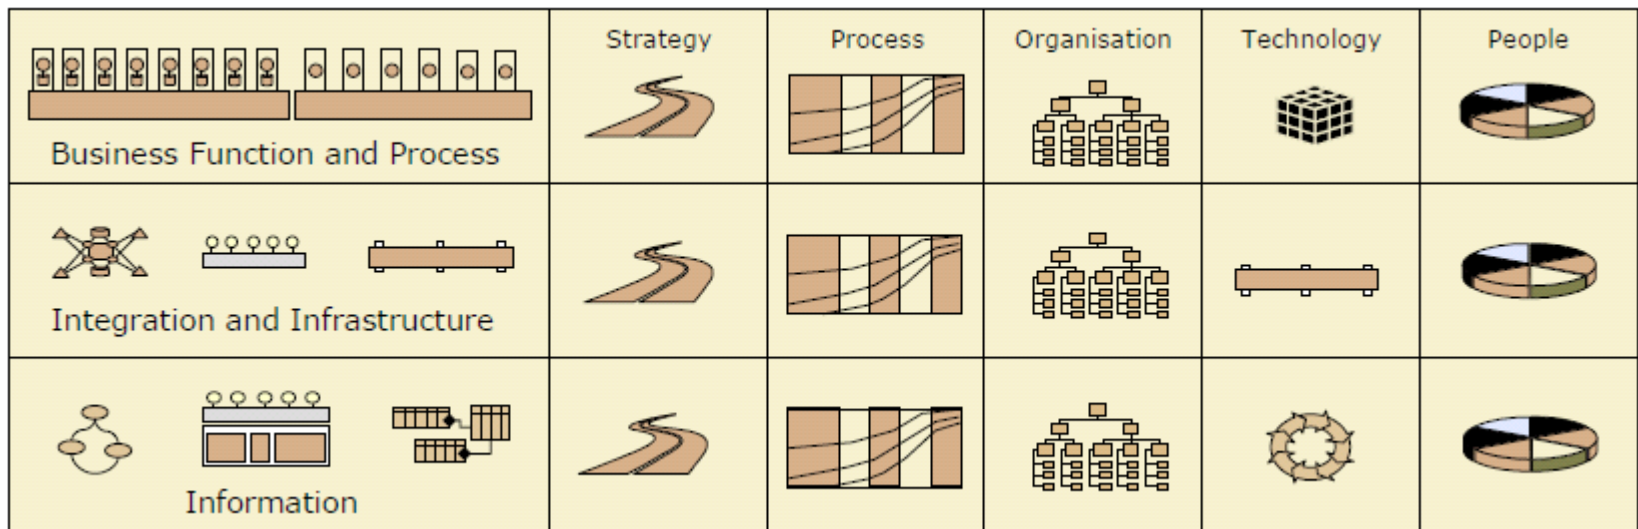 Strategy
Process
Organisation
Technology
People
Business Function and Process
Integration and Infrastructure
Information